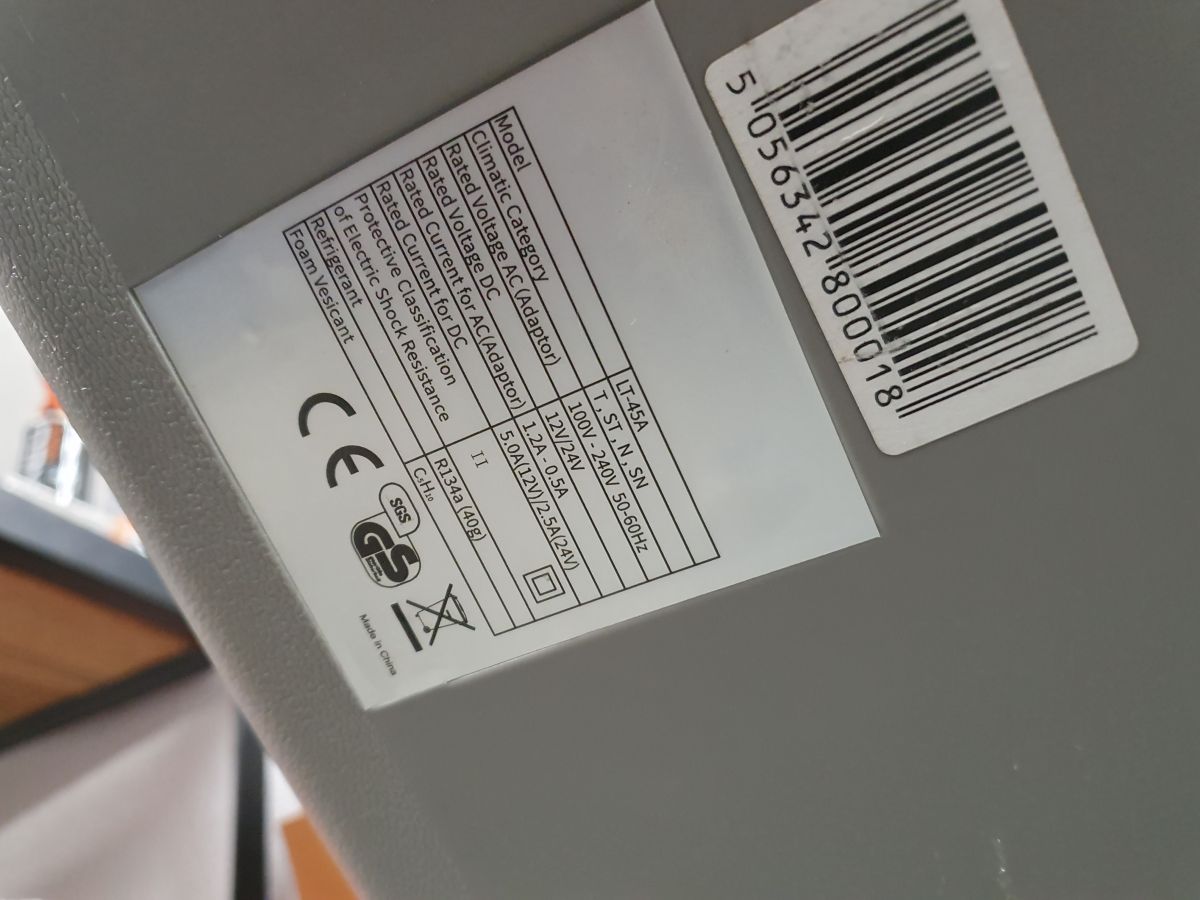 Model LT-45A
Climatic Category T, ST, N, SN
Rated Voltage AC (Adaptor) 100V - 240V 50-60Hz
Rated Voltage DC 12V/24V
Rated Current for AC(Adaptor) 1.2A - 0.5A
Rated Current for DC 5.0A(12V)/2.5A(24V)
Protective Classification
of Electric Shock Resistance II
Refrigerant R134a (40g)
Foam Vesicant C₅H₁₀
CE
SGS
GS
Made in China
5 056342 800018